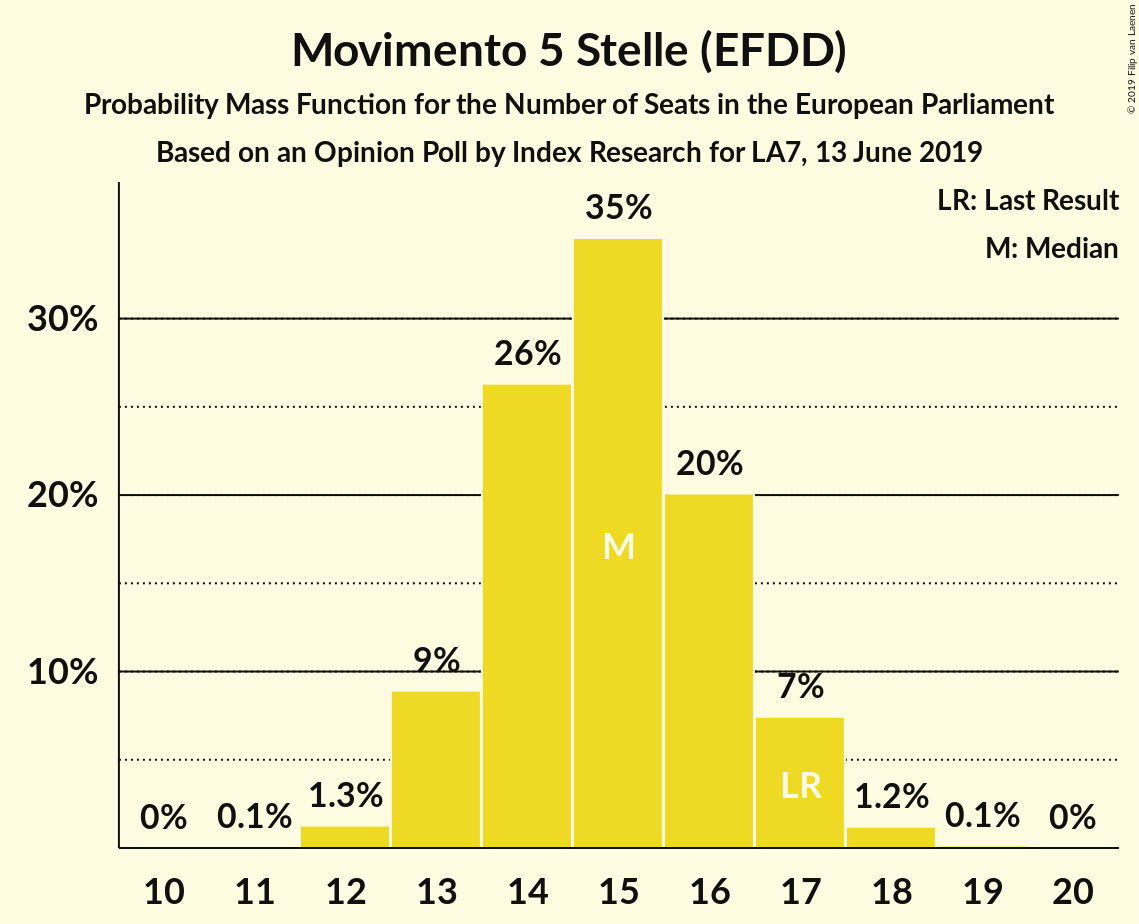 Movimento 5 Stelle (EFDD)
Probability Mass Function for the Number of Seats in the European Parliament
Based on an Opinion Poll by Index Research for LA7, 13 June 2019
© 2019 Filip van Laenen
LR: Last Result
M: Median
35%
30%
26%
20%
20%
M
10%
9%
7%
LR
0%
0.1%
1.3%
1.2%
0.1%
0%
10 11 12 13 14 15 16 17 18 19 20